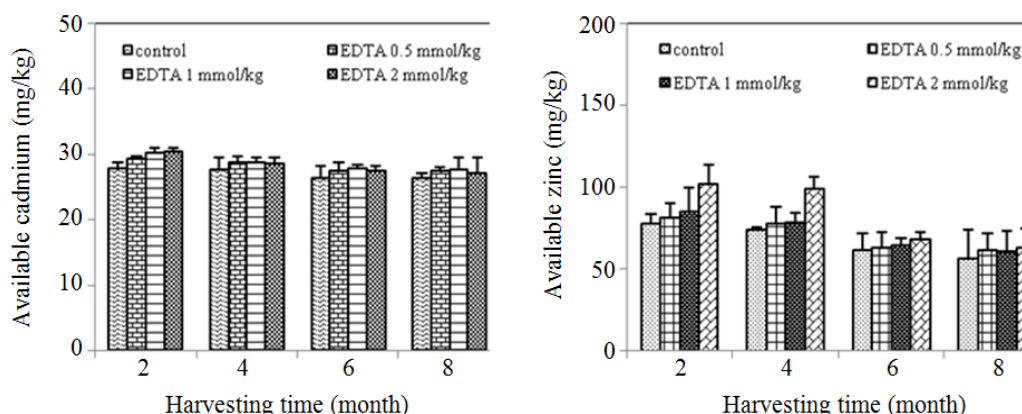 50
40
30
20
10
0
Available cadmium (mg/kg)
control
EDTA 0.5 mmol/kg
EDTA 1 mmol/kg
EDTA 2 mmol/kg
2 4 6 8
Harvesting time (month)
200
150
100
50
0
Available zinc (mg/kg)
control
EDTA 0.5 mmol/kg
EDTA 1 mmol/kg
EDTA 2 mmol/kg
2 4 6 8
Harvesting time (month)